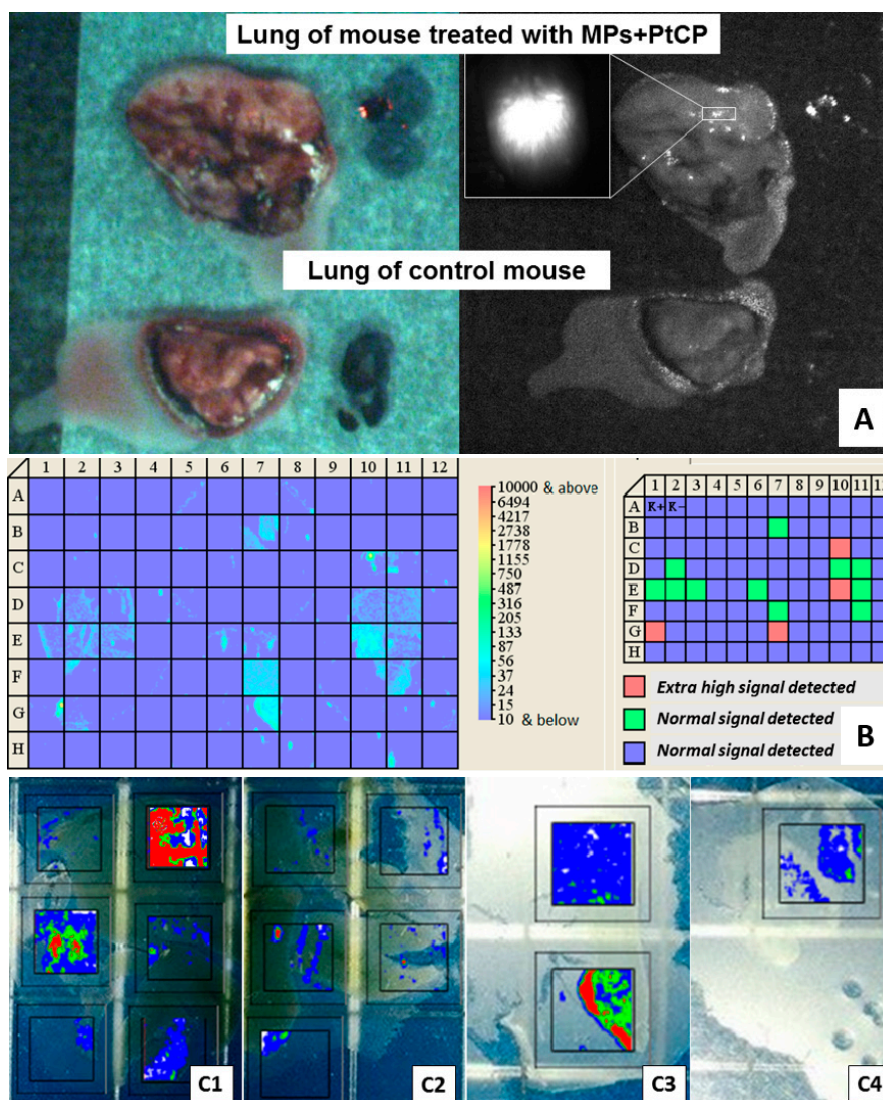 Lung of mouse treated with MPs+PtCP
Lung of control mouse
A
1 2 3 4 5 6 7 8 9 10 11 12
A
B
C
D
E
F
G
H
10000 & above
6494
4217
2738
1778
1155
750
487
316
205
133
87
56
37
24
15
10 & below
1 2 3 4 5 6 7 8 9 10 11
A K+ K-
B
C
D
E
F
G
H
Extra high signal detected
Normal signal detected
Normal signal detected
B
C1
C2
C3
C4